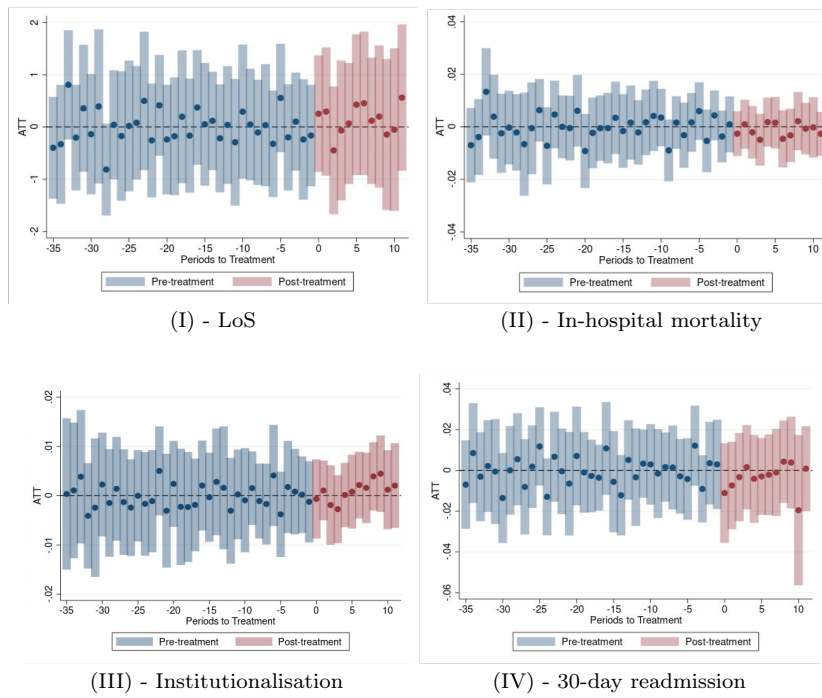 2
1
0
-1
-2
ATT
-35 -30 -25 -20 -15 -10 -5 0 5 10
Periods to Treatment
Pre-treatment Post-treatment
(I) - LoS
.04
.02
0
-.02
-.04
ATT
-35 -30 -25 -20 -15 -10 -5 0 5 10
Periods to Treatment
Pre-treatment Post-treatment
(II) - In-hospital mortality
.02
.01
0
-.01
-.02
ATT
-35 -30 -25 -20 -15 -10 -5 0 5 10
Periods to Treatment
Pre-treatment Post-treatment
(III) - Institutionalisation
.04
.02
0
-.02
-.04
-.06
ATT
-35 -30 -25 -20 -15 -10 -5 0 5 10
Periods to Treatment
Pre-treatment Post-treatment
(IV) - 30-day readmission